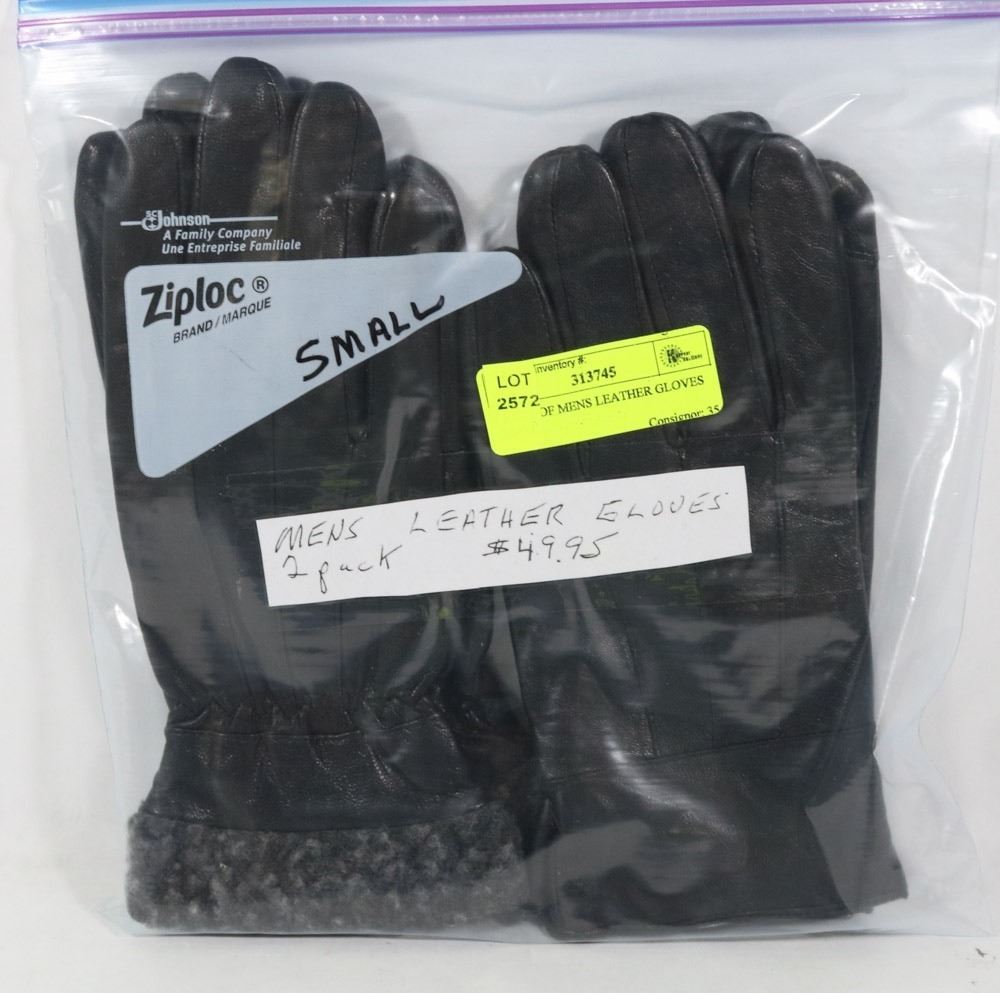 SC Johnson
A Family Company
Une Entreprise Familiale
Ziploc ®
BRAND / MARQUE
SMALL
LOT
2572
Inventory #:
313745
OF MENS LEATHER GLOVES
Consignor: 35
MENS LEATHER GLOVES
2 pack $49.95